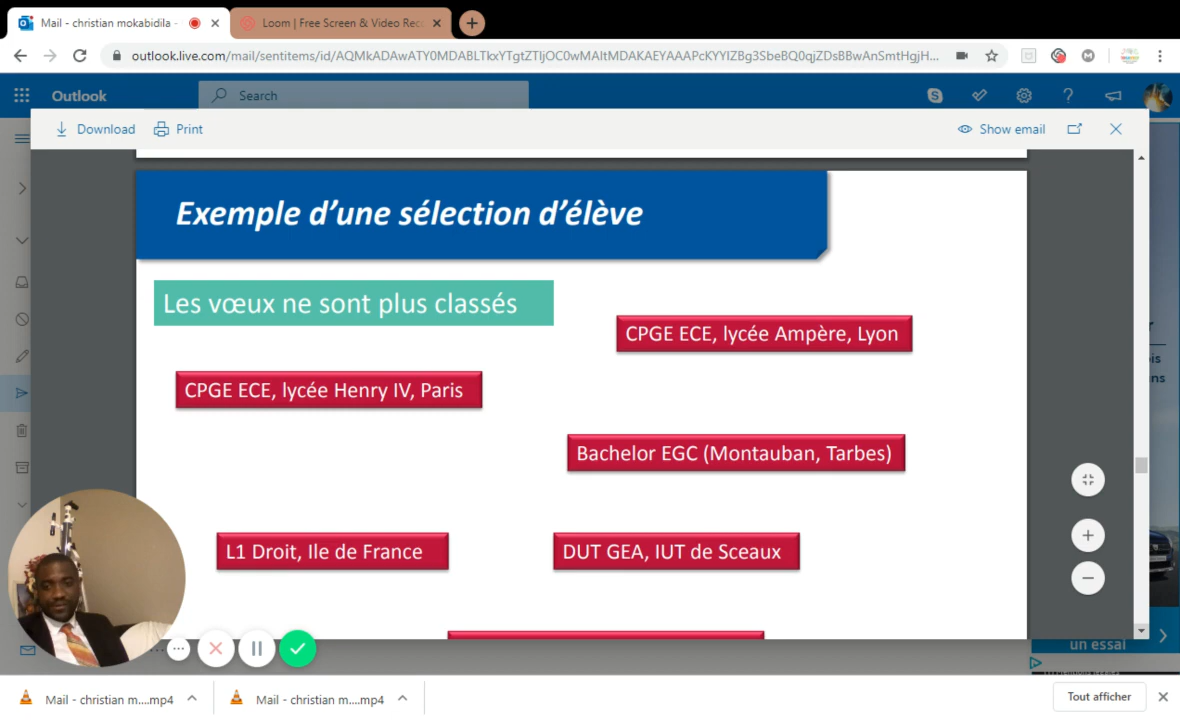 Mail - christian mokabidila -
Loom | Free Screen & Video Rec
outlook.live.com/mail/sentitems/id/AQMkADAwATY0MDABLTkxYTgtZTljOC0wMAItMDAKAEYAAAPcKYYIZBg3SbeBQ0qjZDsBBwAnSmtHgjH...
Outlook
Search
Download
Print
Show email
Exemple d’une sélection d’élève
Les vœux ne sont plus classés
CPGE ECE, lycée Ampère, Lyon
CPGE ECE, lycée Henry IV, Paris
Bachelor EGC (Montauban, Tarbes)
L1 Droit, Ile de France
DUT GEA, IUT de Sceaux
un essai
Mail - christian m....mp4
Mail - christian m....mp4
Tout afficher